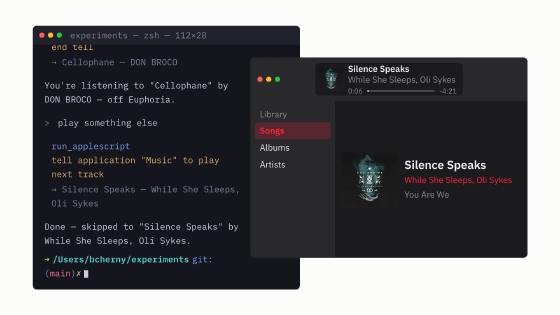 experiments — zsh — 112×28
end tell
→ Cellophane — DON BROCO
You're listening to "Cellophane" by
DON BROCO — off Euphoria.
> play something else
run_applescript
tell application "Music" to play
next track
→ Silence Speaks — While She Sleeps,
Oli Sykes
Done — skipped to "Silence Speaks" by
While She Sleeps, Oli Sykes.
→ /Users/bcherny/experiments git:
(main)✗
Silence Speaks
While She Sleeps, Oli Sykes
0:06 -4:21
Library
Songs
Albums
Artists
Silence Speaks
While She Sleeps, Oli Sykes
You Are We